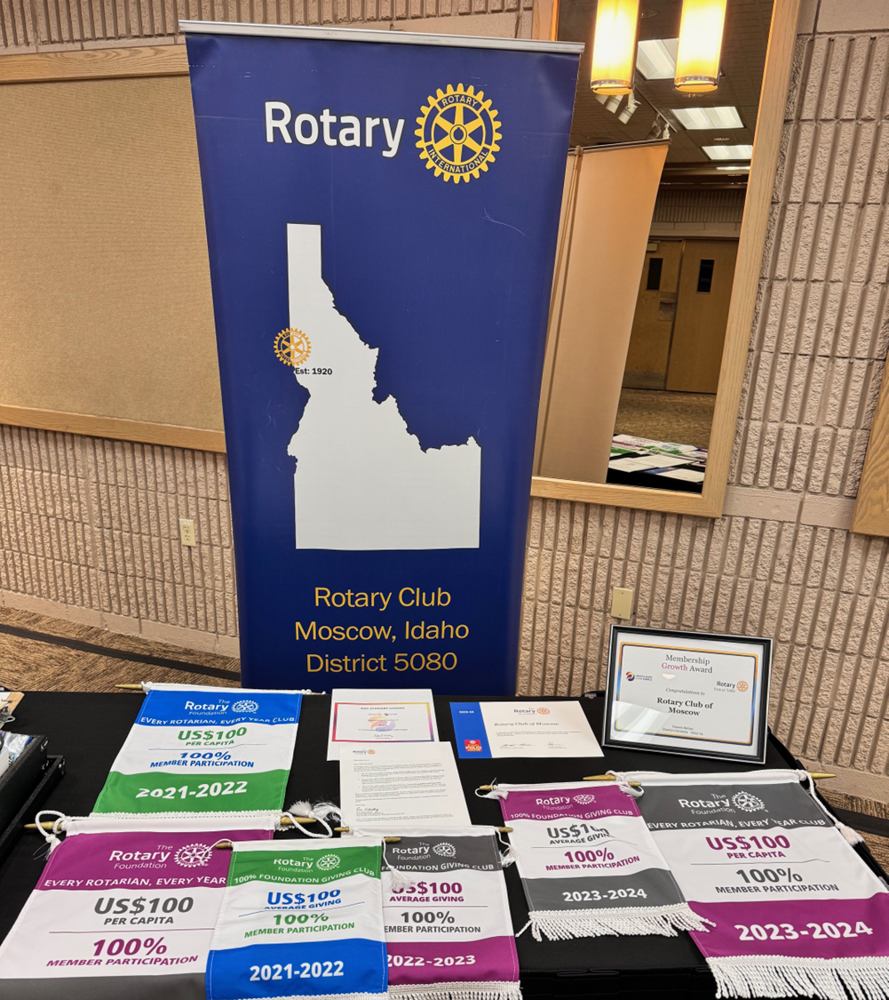 Rotary
ROTARY
INTERNATIONAL
Est: 1920
Rotary Club
Moscow, Idaho
District 5080
Membership
Growth Award
Congratulations to
Rotary
Rotary Club of
Moscow
Rotary
Rotary Club of Moscow
The
Rotary
Foundation
EVERY ROTARIAN, EVERY YEAR CLUB
US$100
PER CAPITA
100%
MEMBER PARTICIPATION
2021-2022
The
Rotary
Foundation
EVERY ROTARIAN, EVERY YEAR
US$100
PER CAPITA
100%
MEMBER PARTICIPATION
The
Rotary
Foundation
100% FOUNDATION GIVING CLUB
US$100
AVERAGE GIVING
100%
MEMBER PARTICIPATION
2021-2022
The
Rotary
Foundation
FOUNDATION GIVING CLUB
US$100
AVERAGE GIVING
100%
MEMBER PARTICIPATION
2022-2023
Rotary
100% FOUNDATION GIVING CLUB
US$100
AVERAGE GIVING
100%
MEMBER PARTICIPATION
2023-2024
The
Rotary
Foundation
EVERY ROTARIAN, EVERY YEAR CLUB
US$100
PER CAPITA
100%
MEMBER PARTICIPATION
2023-2024